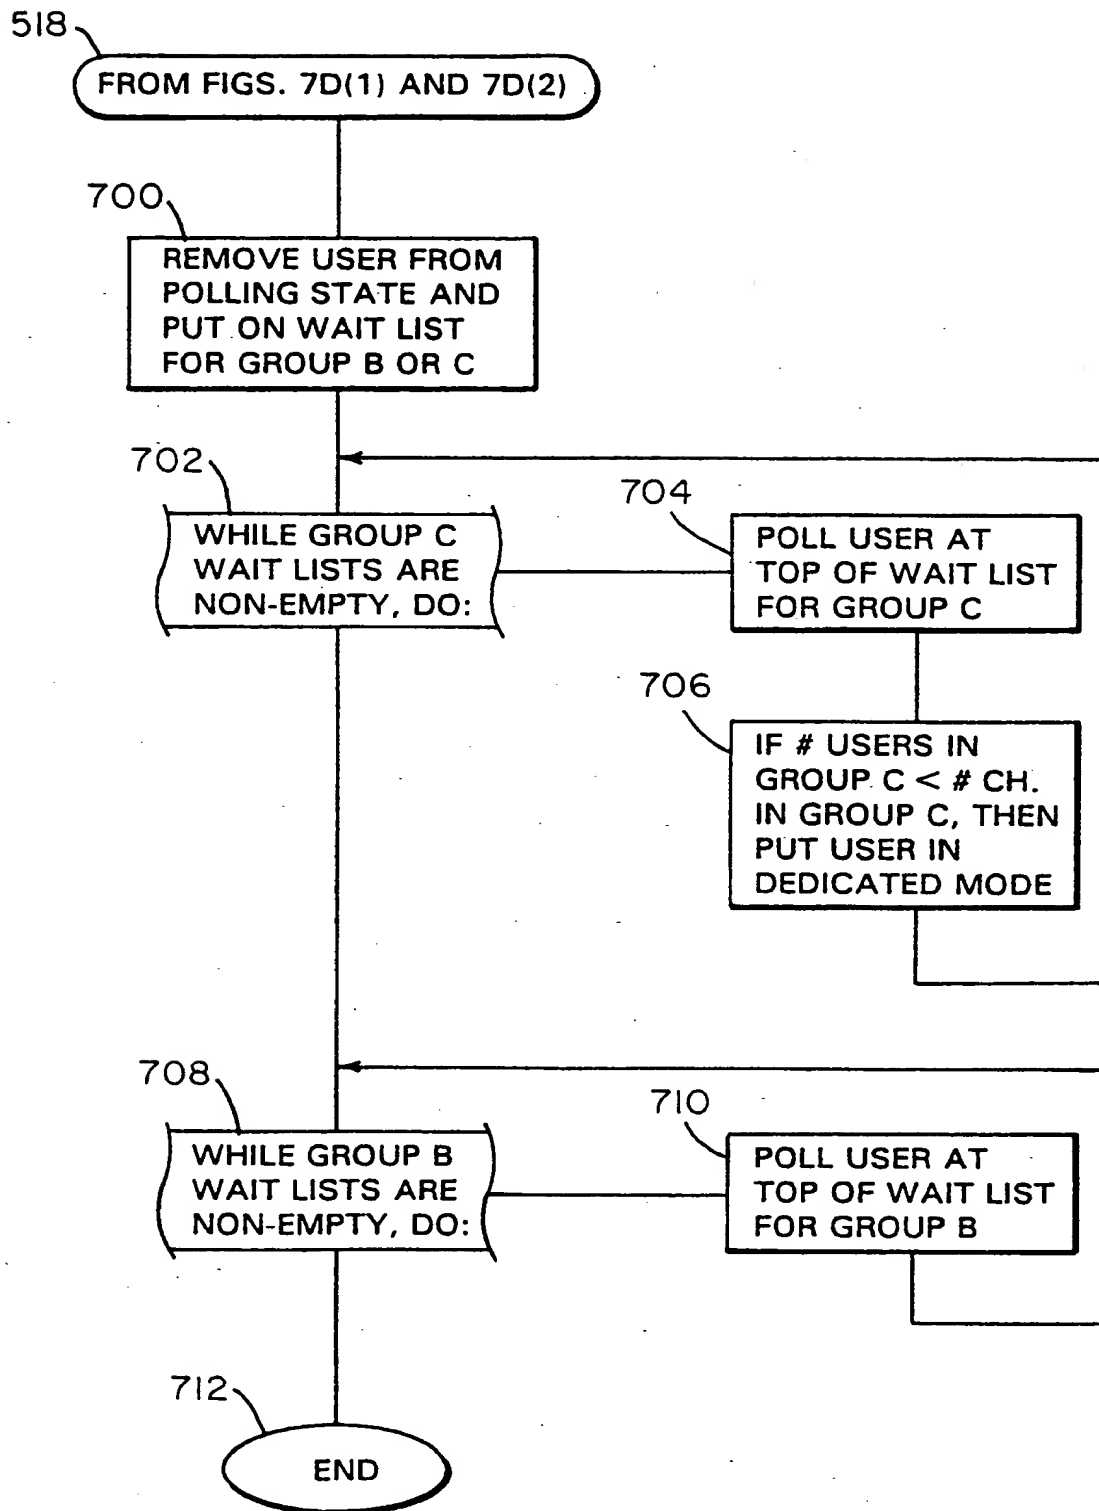 518
FROM FIGS. 7D(1) AND 7D(2)
700
REMOVE USER FROM
POLLING STATE AND
PUT ON WAIT LIST
FOR GROUP B OR C
702
WHILE GROUP C
WAIT LISTS ARE
NON-EMPTY, DO:
704
POLL USER AT
TOP OF WAIT LIST
FOR GROUP C
706
IF # USERS IN
GROUP C < # CH.
IN GROUP C, THEN
PUT USER IN
DEDICATED MODE
708
WHILE GROUP B
WAIT LISTS ARE
NON-EMPTY, DO:
710
POLL USER AT
TOP OF WAIT LIST
FOR GROUP B
712
END